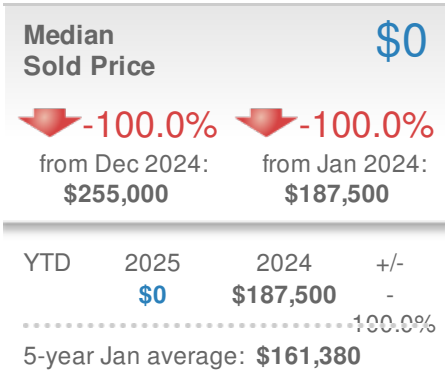 Median $0
Sold Price
-100.0% -100.0%
from Dec 2024: from Jan 2024:
$255,000 $187,500
YTD 2025 2024 +/-
$0 $187,500 -
100.0%
5-year Jan average: $161,380